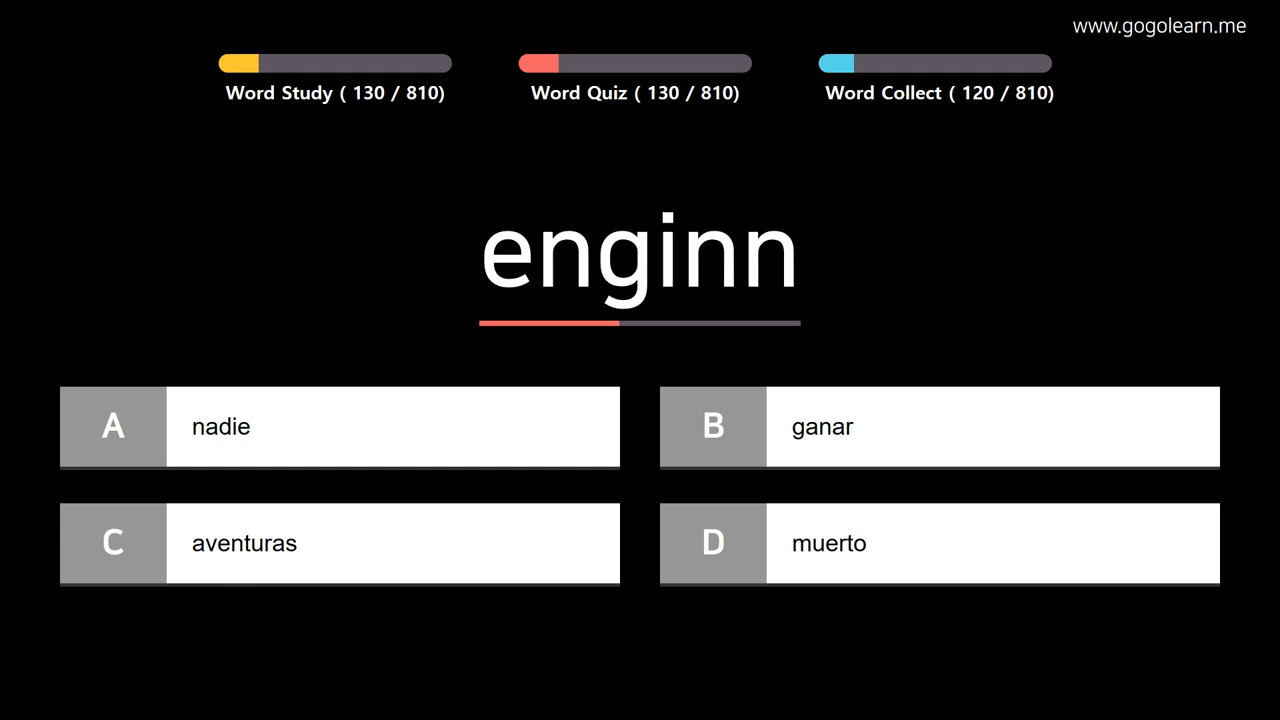 www.gogolearn.me
Word Study ( 130 / 810)
Word Quiz ( 130 / 810)
Word Collect ( 120 / 810)
enginn
A nadie
B ganar
C aventuras
D muerto